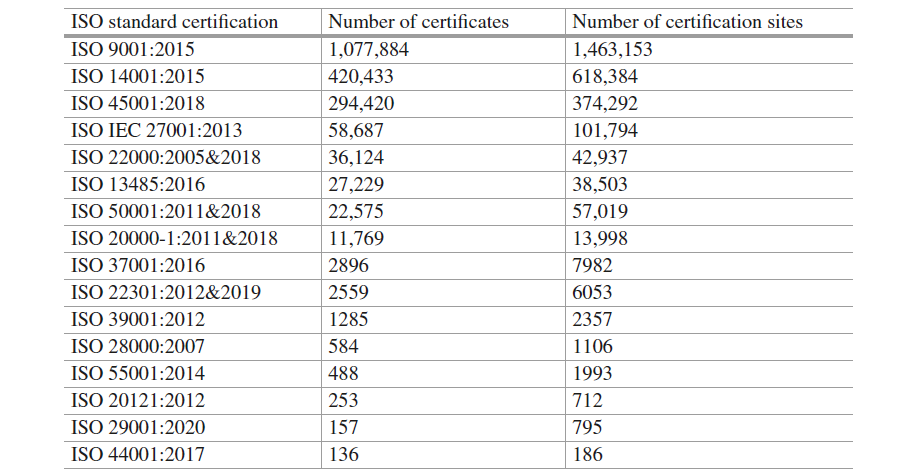 ISO standard certification Number of certificates Number of certification sites
ISO 9001:2015 1,077,884 1,463,153
ISO 14001:2015 420,433 618,384
ISO 45001:2018 294,420 374,292
ISO IEC 27001:2013 58,687 101,794
ISO 22000:2005&2018 36,124 42,937
ISO 13485:2016 27,229 38,503
ISO 50001:2011&2018 22,575 57,019
ISO 20000-1:2011&2018 11,769 13,998
ISO 37001:2016 2896 7982
ISO 22301:2012&2019 2559 6053
ISO 39001:2012 1285 2357
ISO 28000:2007 584 1106
ISO 55001:2014 488 1993
ISO 20121:2012 253 712
ISO 29001:2020 157 795
ISO 44001:2017 136 186